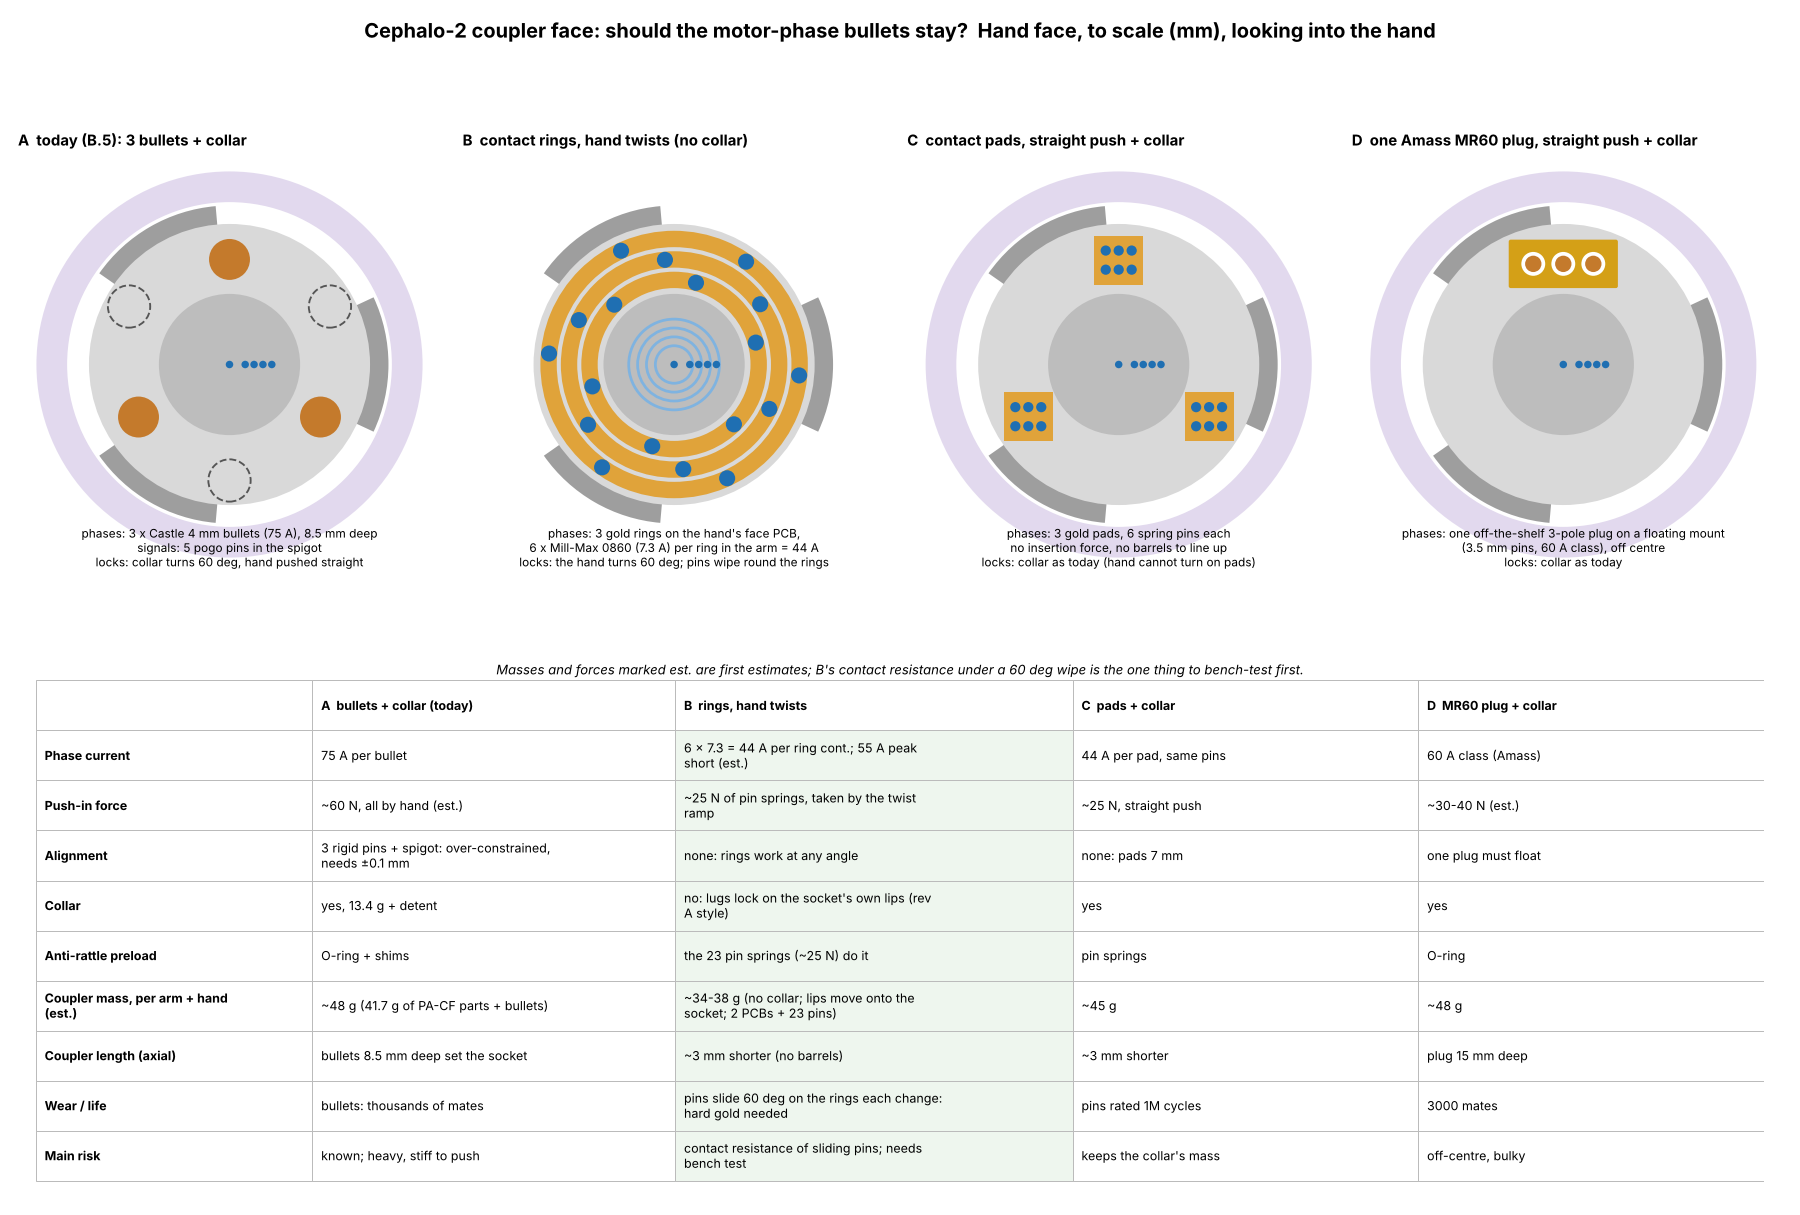 Cephalo-2 coupler face: should the motor-phase bullets stay?  Hand face, to scale (mm), looking into the hand
A  today (B.5): 3 bullets + collar
B  contact rings, hand twists (no collar)
C  contact pads, straight push + collar
D  one Amass MR60 plug, straight push + collar
phases: 3 x Castle 4 mm bullets (75 A), 8.5 mm deep
signals: 5 pogo pins in the spigot
locks: collar turns 60 deg, hand pushed straight
phases: 3 gold rings on the hand's face PCB,
6 x Mill-Max 0860 (7.3 A) per ring in the arm = 44 A
locks: the hand turns 60 deg; pins wipe round the rings
phases: 3 gold pads, 6 spring pins each
no insertion force, no barrels to line up
locks: collar as today (hand cannot turn on pads)
phases: one off-the-shelf 3-pole plug on a floating mount
(3.5 mm pins, 60 A class), off centre
locks: collar as today
Masses and forces marked est. are first estimates; B's contact resistance under a 60 deg wipe is the one thing to bench-test first.
A  bullets + collar (today)
B  rings, hand twists
C  pads + collar
D  MR60 plug + collar
Phase current
75 A per bullet
6 × 7.3 = 44 A per ring cont.; 55 A peak
short (est.)
44 A per pad, same pins
60 A class (Amass)
Push-in force
~60 N, all by hand (est.)
~25 N of pin springs, taken by the twist
ramp
~25 N, straight push
~30-40 N (est.)
Alignment
3 rigid pins + spigot: over-constrained,
needs ±0.1 mm
none: rings work at any angle
none: pads 7 mm
one plug must float
Collar
yes, 13.4 g + detent
no: lugs lock on the socket's own lips (rev
A style)
yes
yes
Anti-rattle preload
O-ring + shims
the 23 pin springs (~25 N) do it
pin springs
O-ring
Coupler mass, per arm + hand
(est.)
~48 g (41.7 g of PA-CF parts + bullets)
~34-38 g (no collar; lips move onto the
socket; 2 PCBs + 23 pins)
~45 g
~48 g
Coupler length (axial)
bullets 8.5 mm deep set the socket
~3 mm shorter (no barrels)
~3 mm shorter
plug 15 mm deep
Wear / life
bullets: thousands of mates
pins slide 60 deg on the rings each change:
hard gold needed
pins rated 1M cycles
3000 mates
Main risk
known; heavy, stiff to push
contact resistance of sliding pins; needs
bench test
keeps the collar's mass
off-centre, bulky